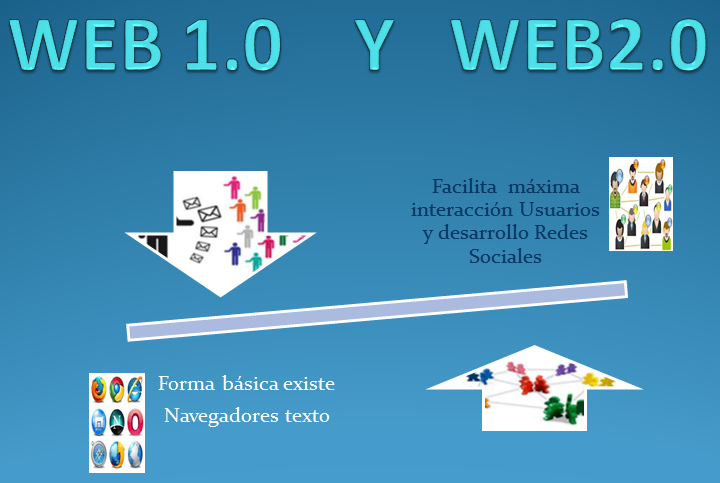 WEB 1.0 Y WEB2.0
Facilita máxima
interacción Usuarios
y desarrollo Redes
Sociales
Forma básica existe
Navegadores texto